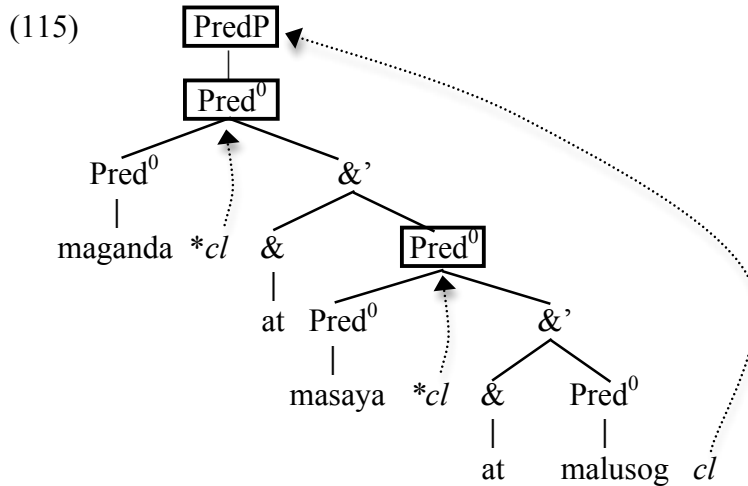 (115) PredP
Pred⁰
Pred⁰ &’
maganda *cl & Pred⁰
at Pred⁰ &’
masaya *cl & Pred⁰
at malusog cl